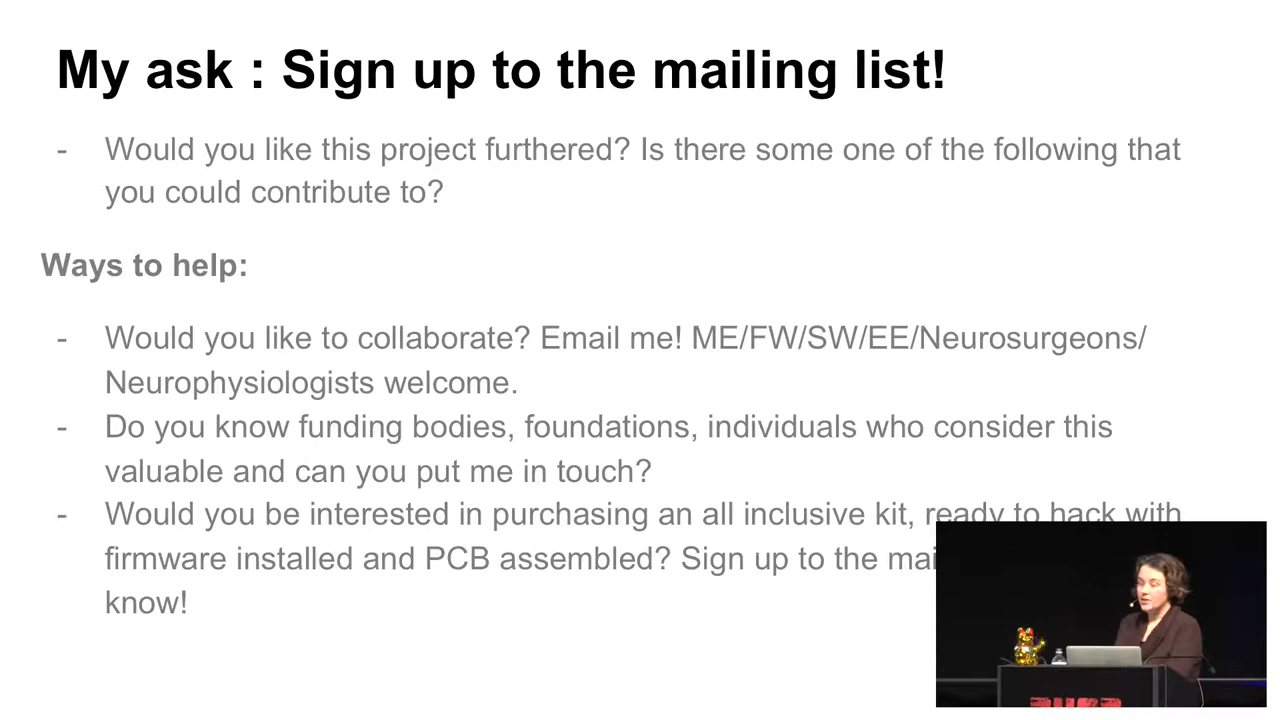 My ask : Sign up to the mailing list!
- Would you like this project furthered? Is there some one of the following that
you could contribute to?
Ways to help:
- Would you like to collaborate? Email me! ME/FW/SW/EE/Neurosurgeons/
Neurophysiologists welcome.
- Do you know funding bodies, foundations, individuals who consider this
valuable and can you put me in touch?
- Would you be interested in purchasing an all inclusive kit, ready to hack with
firmware installed and PCB assembled? Sign up to the
know!